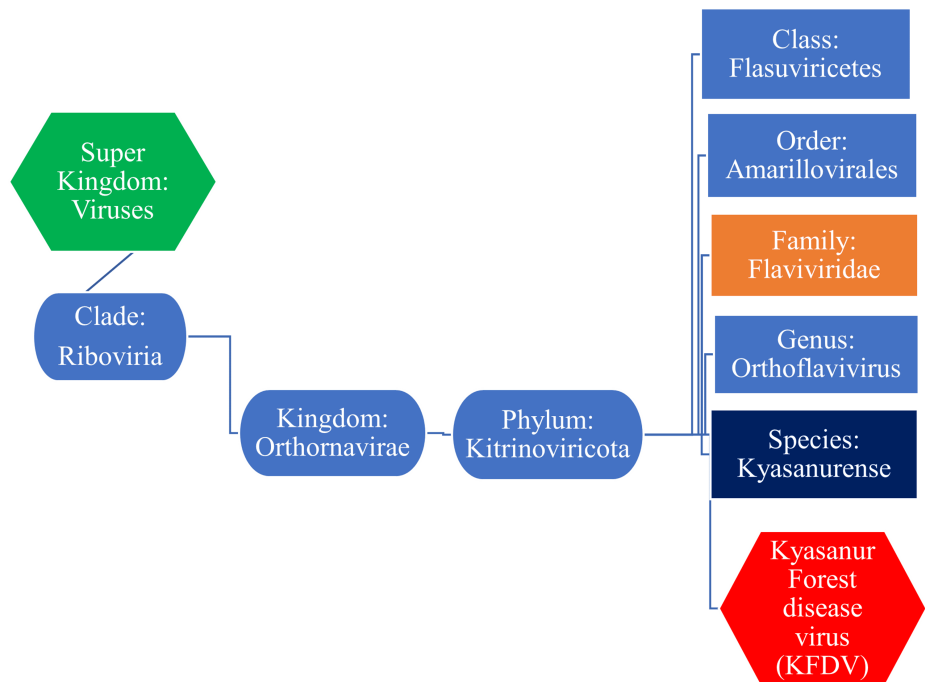 Super
Kingdom:
Viruses
Clade:
Riboviria
Kingdom:
Orthornavirae
Phylum:
Kitrinoviricota
Class:
Flasuviricetes
Order:
Amarillovirales
Family:
Flaviviridae
Genus:
Orthoflavivirus
Species:
Kyasanurense
Kyasanur
Forest
disease
virus
(KFDV)